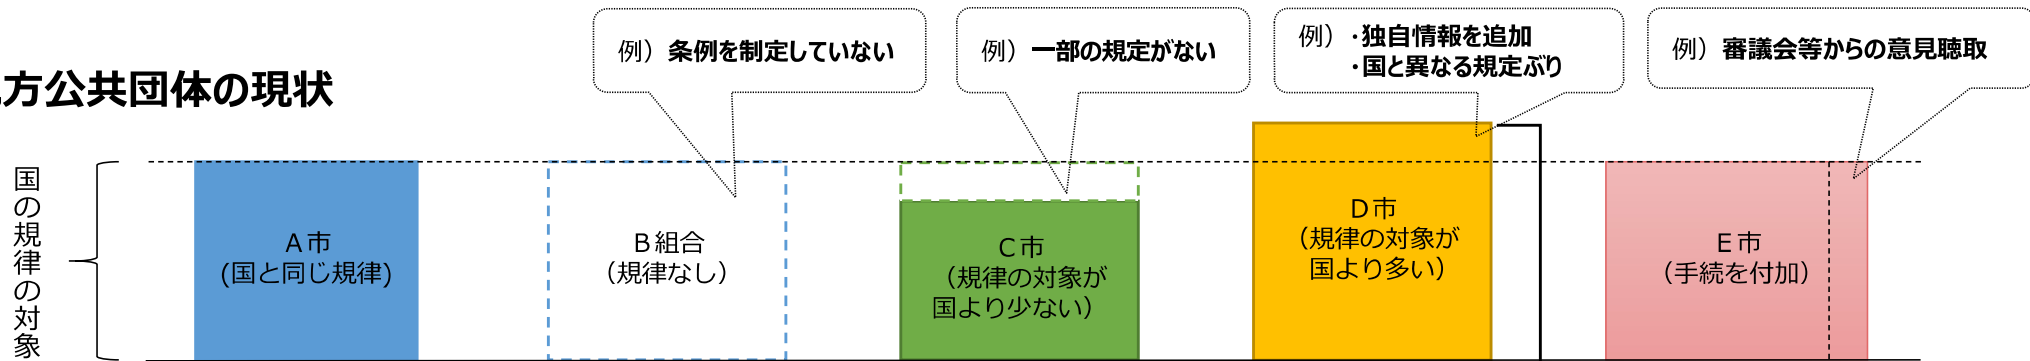 方公共団体の現状
例）条例を制定していない
例）一部の規定がない
例）・独自情報を追加
・国と異なる規定ぶり
例）審議会等からの意見聴取
国の規律の対象
A市
(国と同じ規律)
B組合
（規律なし）
C市
（規律の対象が
国より少ない）
D市
（規律の対象が
国より多い）
E市
（手続を付加）